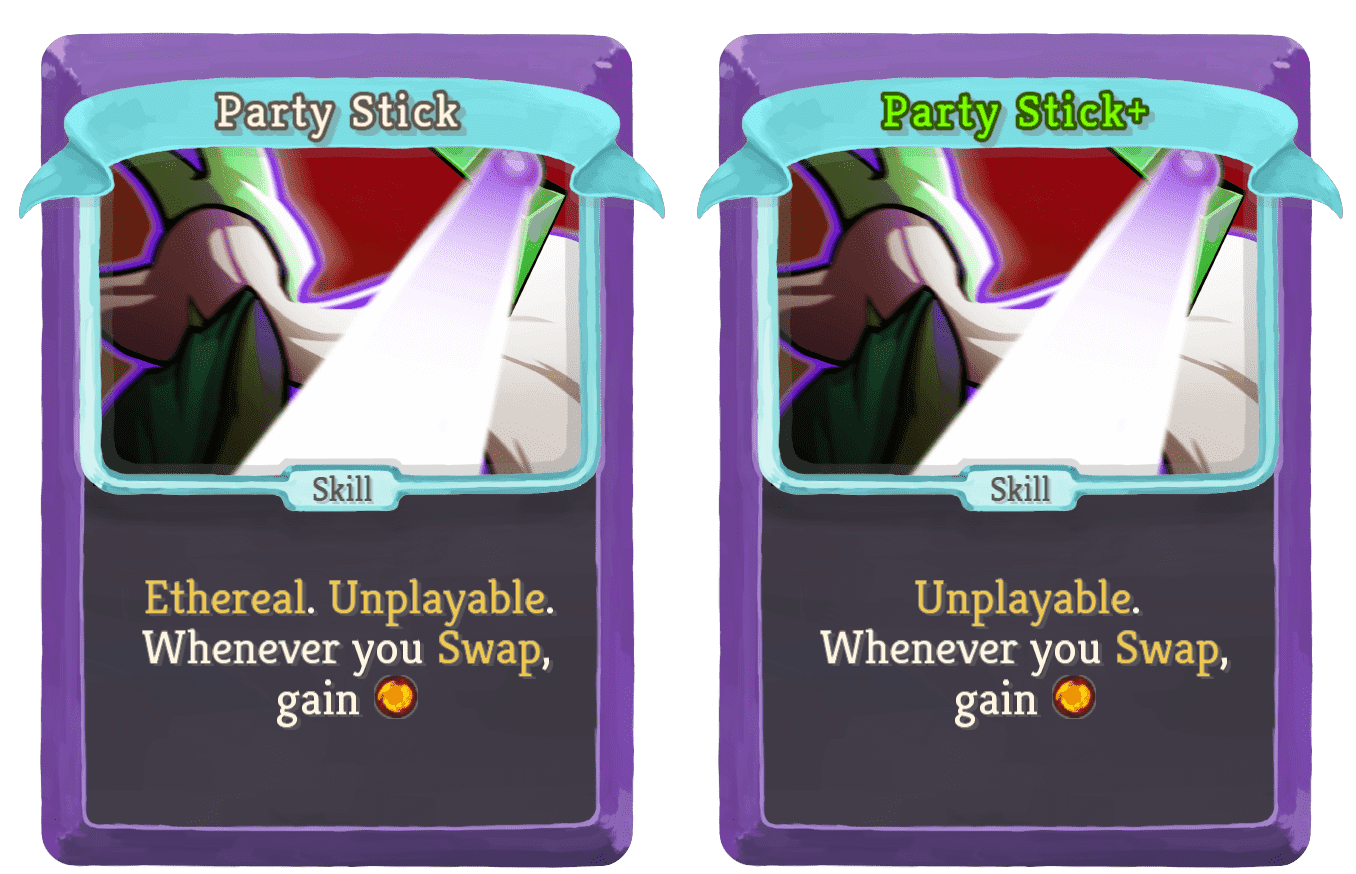 Party Stick
Skill
Ethereal. Unplayable.
Whenever you Swap,
gain
Party Stick+
Skill
Unplayable.
Whenever you Swap,
gain